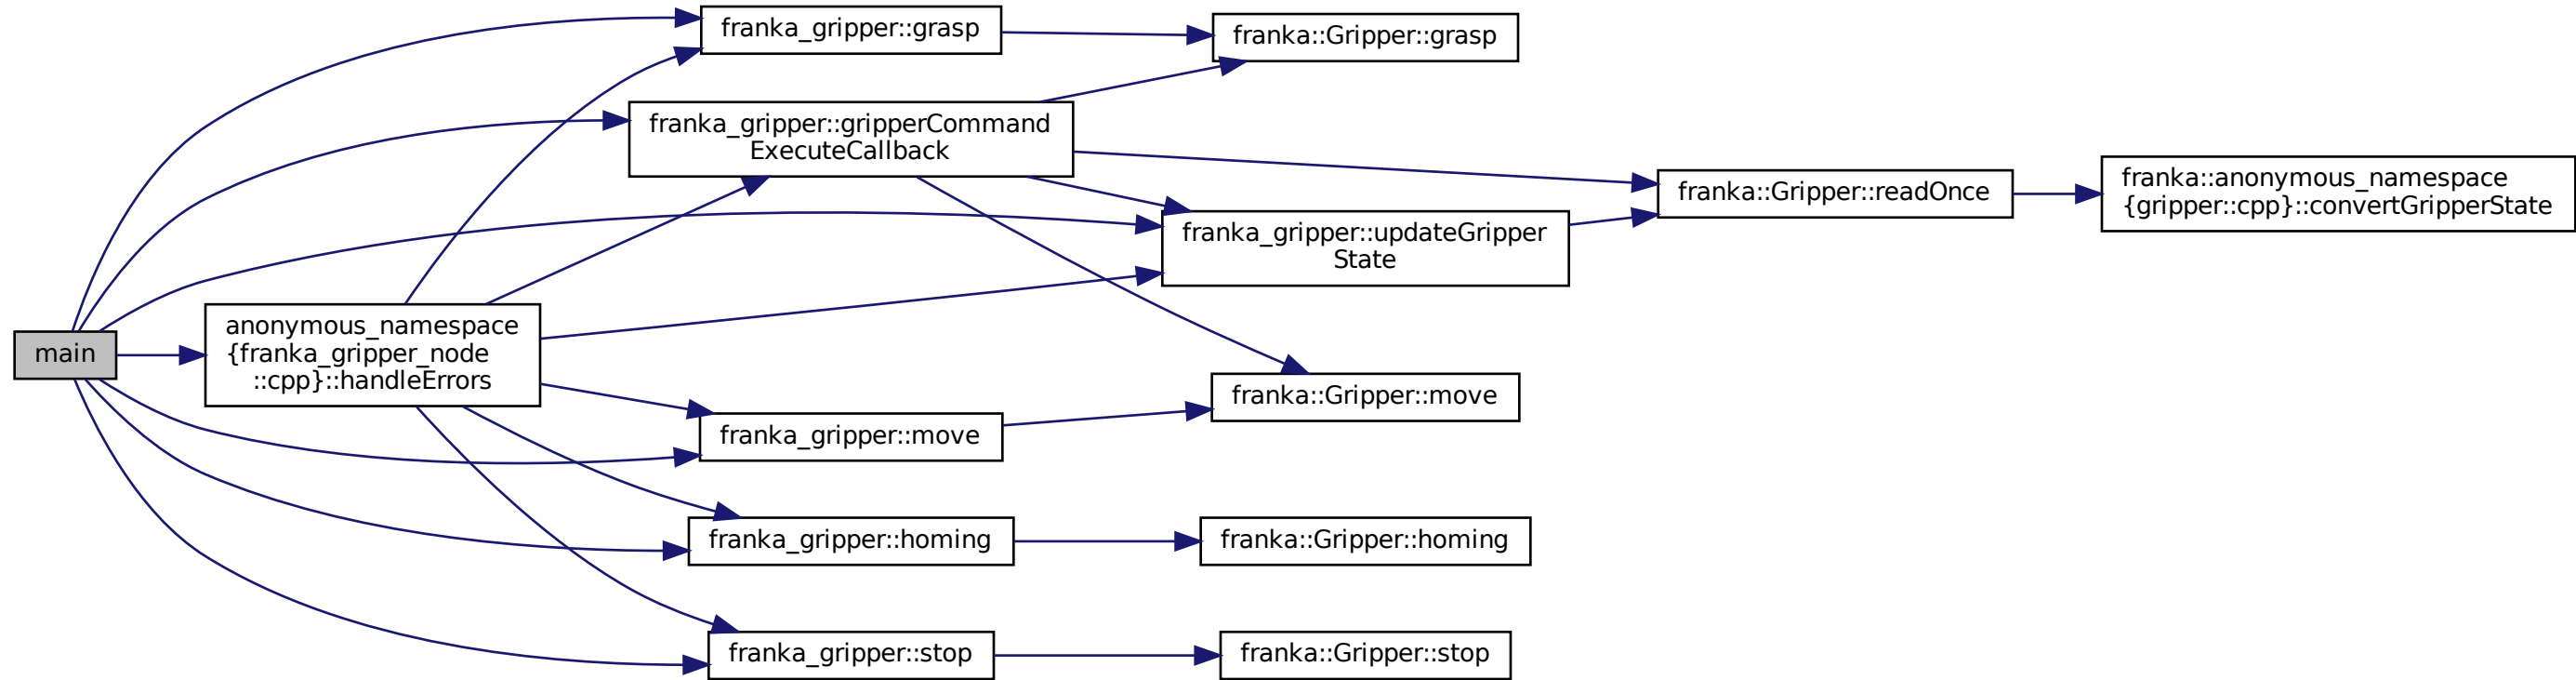 main
anonymous_namespace
{franka_gripper_node
::cpp}::handleErrors
franka_gripper::grasp
franka_gripper::gripperCommand
ExecuteCallback
franka_gripper::move
franka_gripper::homing
franka_gripper::stop
franka::Gripper::grasp
franka_gripper::updateGripper
State
franka::Gripper::move
franka::Gripper::homing
franka::Gripper::stop
franka::Gripper::readOnce
franka::anonymous_namespace
{gripper::cpp}::convertGripperState